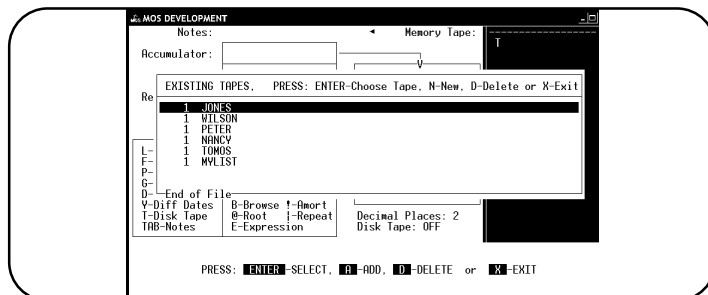 MOS DEVELOPMENT
Notes:
◄ Memory Tape:
T
Accumulator:
V
EXISTING TAPES, PRESS: ENTER-Choose Tape, N-New, D-Delete or X-Exit
Re
1 JONES
1 WILSON
1 PETER
1 NANCY
1 TOMOS
1 MYLIST
L-
F-
P-
G-
D- End of File
Y-Diff Dates B-Browse !-Amort
T-Disk Tape @-Root |-Repeat Decimal Places: 2
TAB-Notes E-Expression Disk Tape: OFF
PRESS: ENTER -SELECT, A -ADD, D -DELETE or X -EXIT